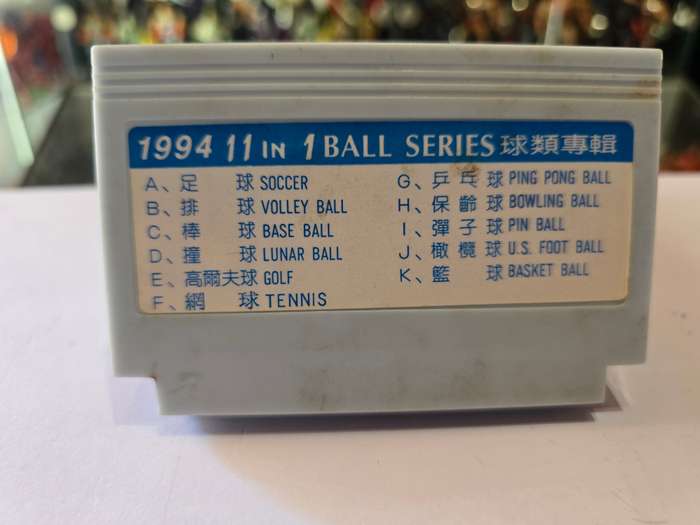 1994 11 IN 1 BALL SERIES 球類專輯
A、足 球 SOCCER
B、排 球 VOLLEY BALL
C、棒 球 BASE BALL
D、撞 球 LUNAR BALL
E、高爾夫球 GOLF
F、網 球 TENNIS
G、乒乓球 PING PONG BALL
H、保齡球 BOWLING BALL
I、彈子球 PIN BALL
J、橄欖球 U.S. FOOT BALL
K、籃 球 BASKET BALL